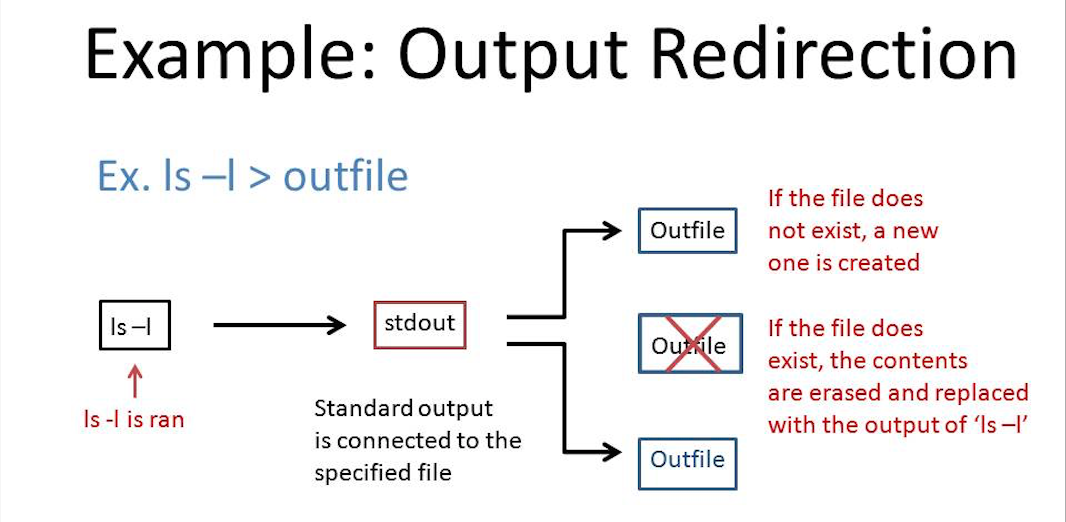 Example: Output Redirection
Ex. ls –l > outfile
ls –l
ls -l is ran
stdout
Standard output
is connected to the
specified file
Outfile
If the file does
not exist, a new
one is created
Outfile
If the file does
exist, the contents
are erased and replaced
with the output of ‘ls –l’
Outfile